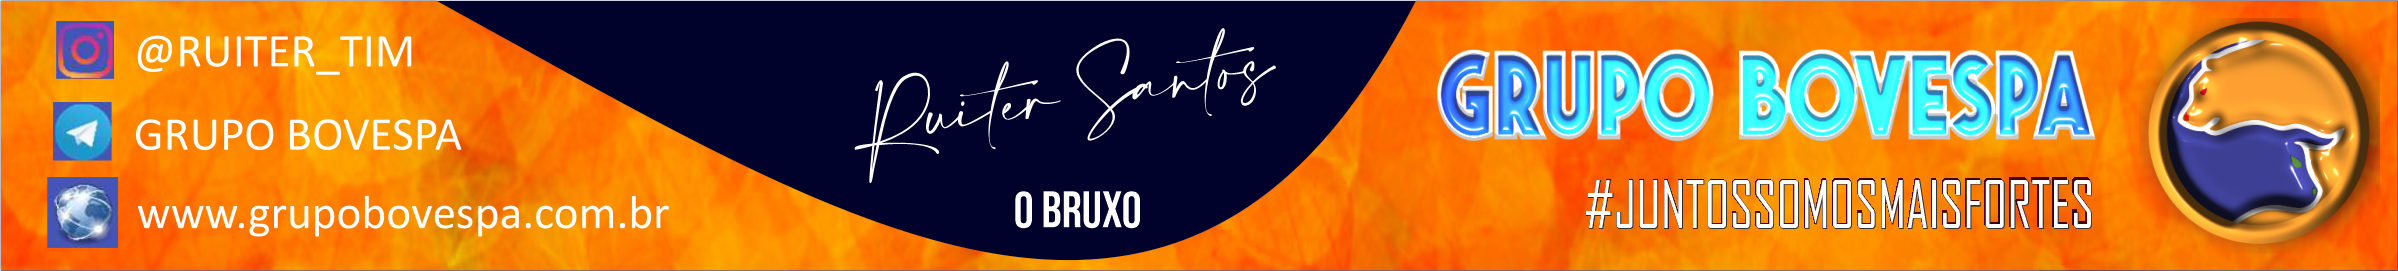 @RUITER_TIM
GRUPO BOVESPA
www.grupobovespa.com.br
Ruiter Santos
O BRUXO
GRUPO BOVESPA
#JUNTOSSOMOSMAISFORTES